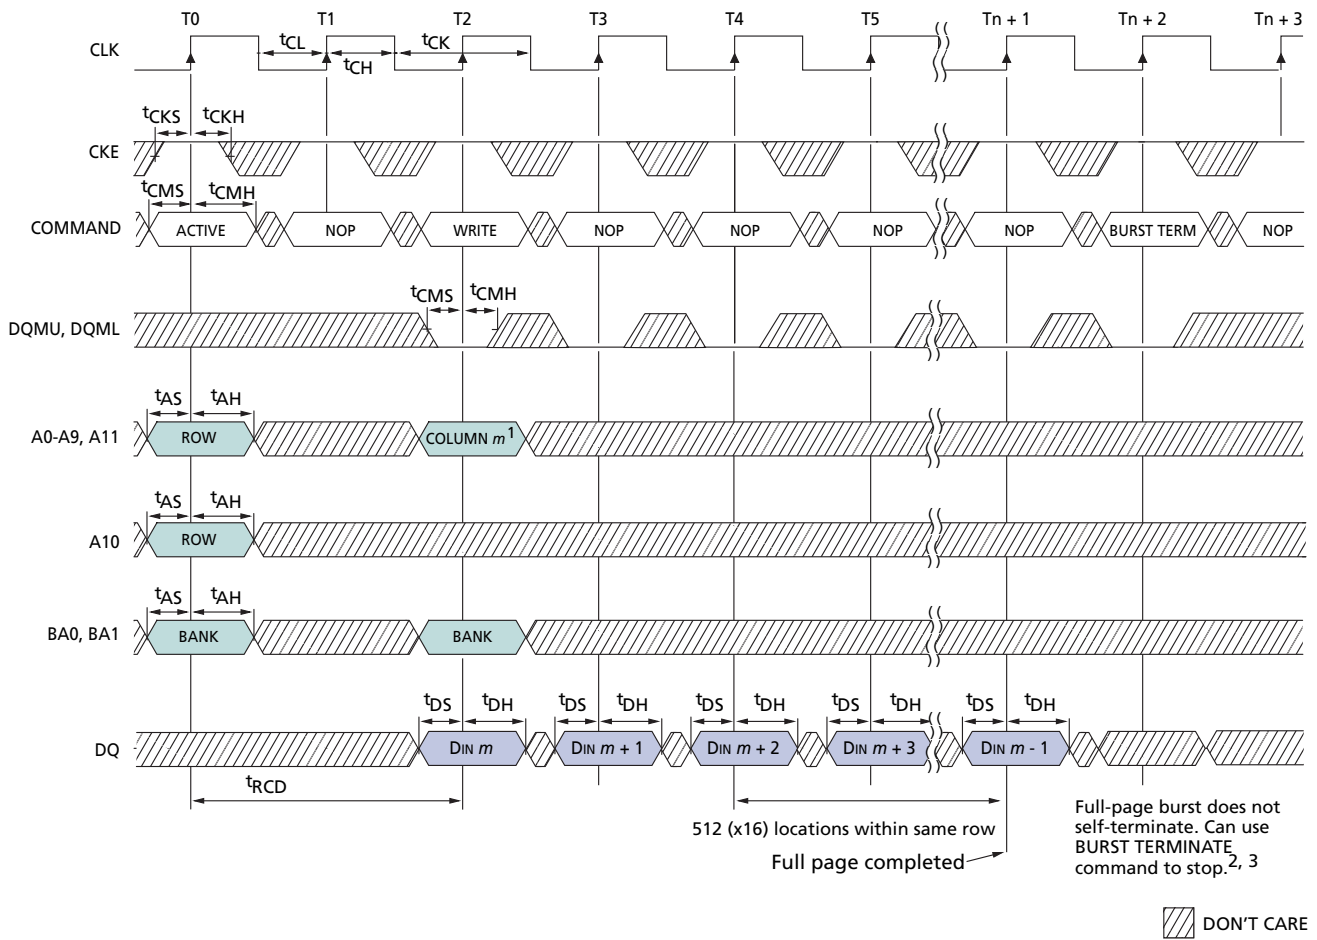 T0 T1 T2 T3 T4 T5 Tn + 1 Tn + 2 Tn + 3
CLK
tCL tCK
tCH
tCKS tCKH
CKE
tCMS tCMH
COMMAND ACTIVE NOP WRITE NOP NOP NOP NOP BURST TERM NOP
tCMS tCMH
DQMU, DQML
tAS tAH
A0-A9, A11 ROW COLUMN m1
tAS tAH
A10 ROW
tAS tAH
BA0, BA1 BANK BANK
tDS tDH tDS tDH tDS tDH tDS tDH tDS tDH
DQ DIN m DIN m + 1 DIN m + 2 DIN m + 3 DIN m - 1
tRCD
512 (x16) locations within same row
Full page completed
Full-page burst does not
self-terminate. Can use
BURST TERMINATE
command to stop.2, 3
DON'T CARE